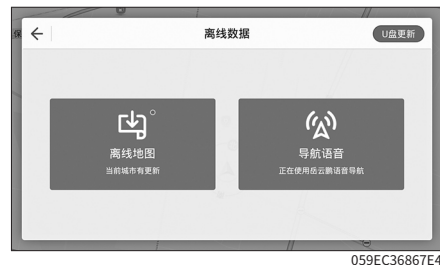 保
离线数据
U盘更新
离线地图
导航语音
当前城市有更新
正在使用岳云鹏语音导航
059EC36867E4